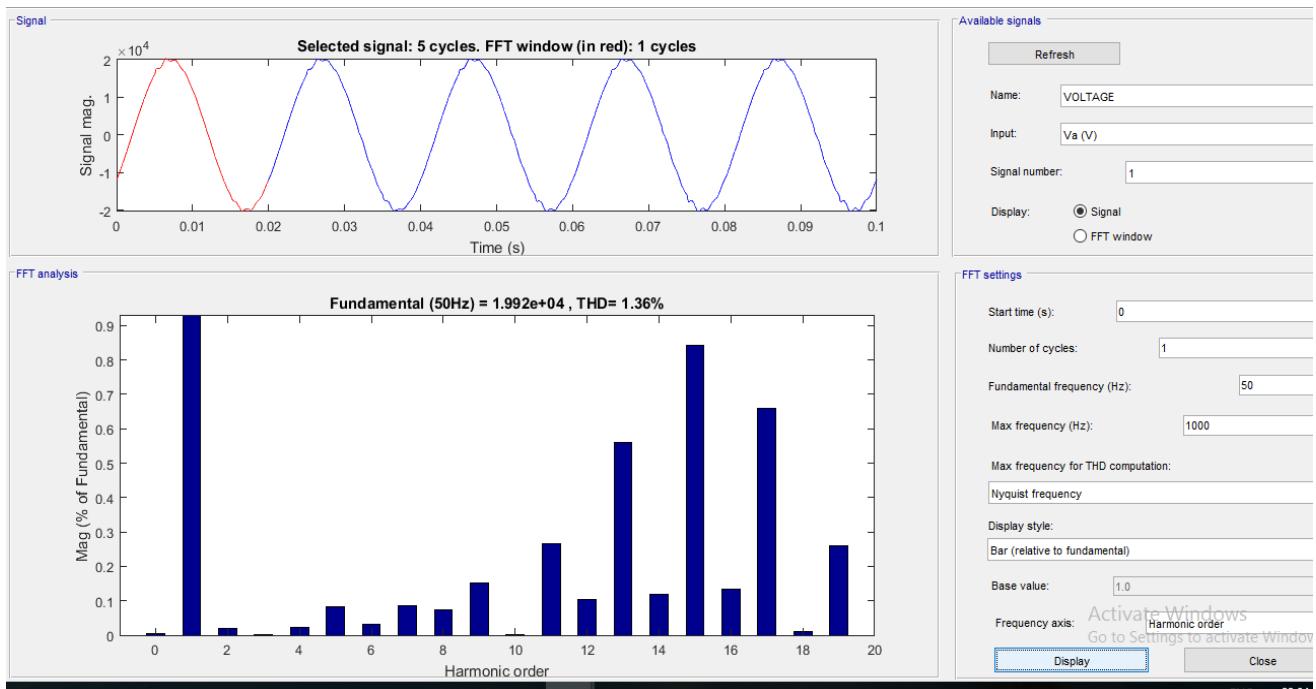 Signal
Selected signal: 5 cycles. FFT window (in red): 1 cycles
×10⁴
2
1
0
-1
-2
Signal mag.
0 0.01 0.02 0.03 0.04 0.05 0.06 0.07 0.08 0.09 0.1
Time (s)
FFT analysis
Fundamental (50Hz) = 1.992e+04 , THD= 1.36%
0.9
0.8
0.7
0.6
0.5
0.4
0.3
0.2
0.1
0
Mag (% of Fundamental)
0 2 4 6 8 10 12 14 16 18 20
Harmonic order
Available signals
Refresh
Name: VOLTAGE
Input: Va (V)
Signal number: 1
Display: Signal
FFT window
FFT settings
Start time (s): 0
Number of cycles: 1
Fundamental frequency (Hz): 50
Max frequency (Hz): 1000
Max frequency for THD computation:
Nyquist frequency
Display style:
Bar (relative to fundamental)
Base value: 1.0
Activate Windows
Frequency axis: Harmonic order
Go to Settings to activate Window
Display Close